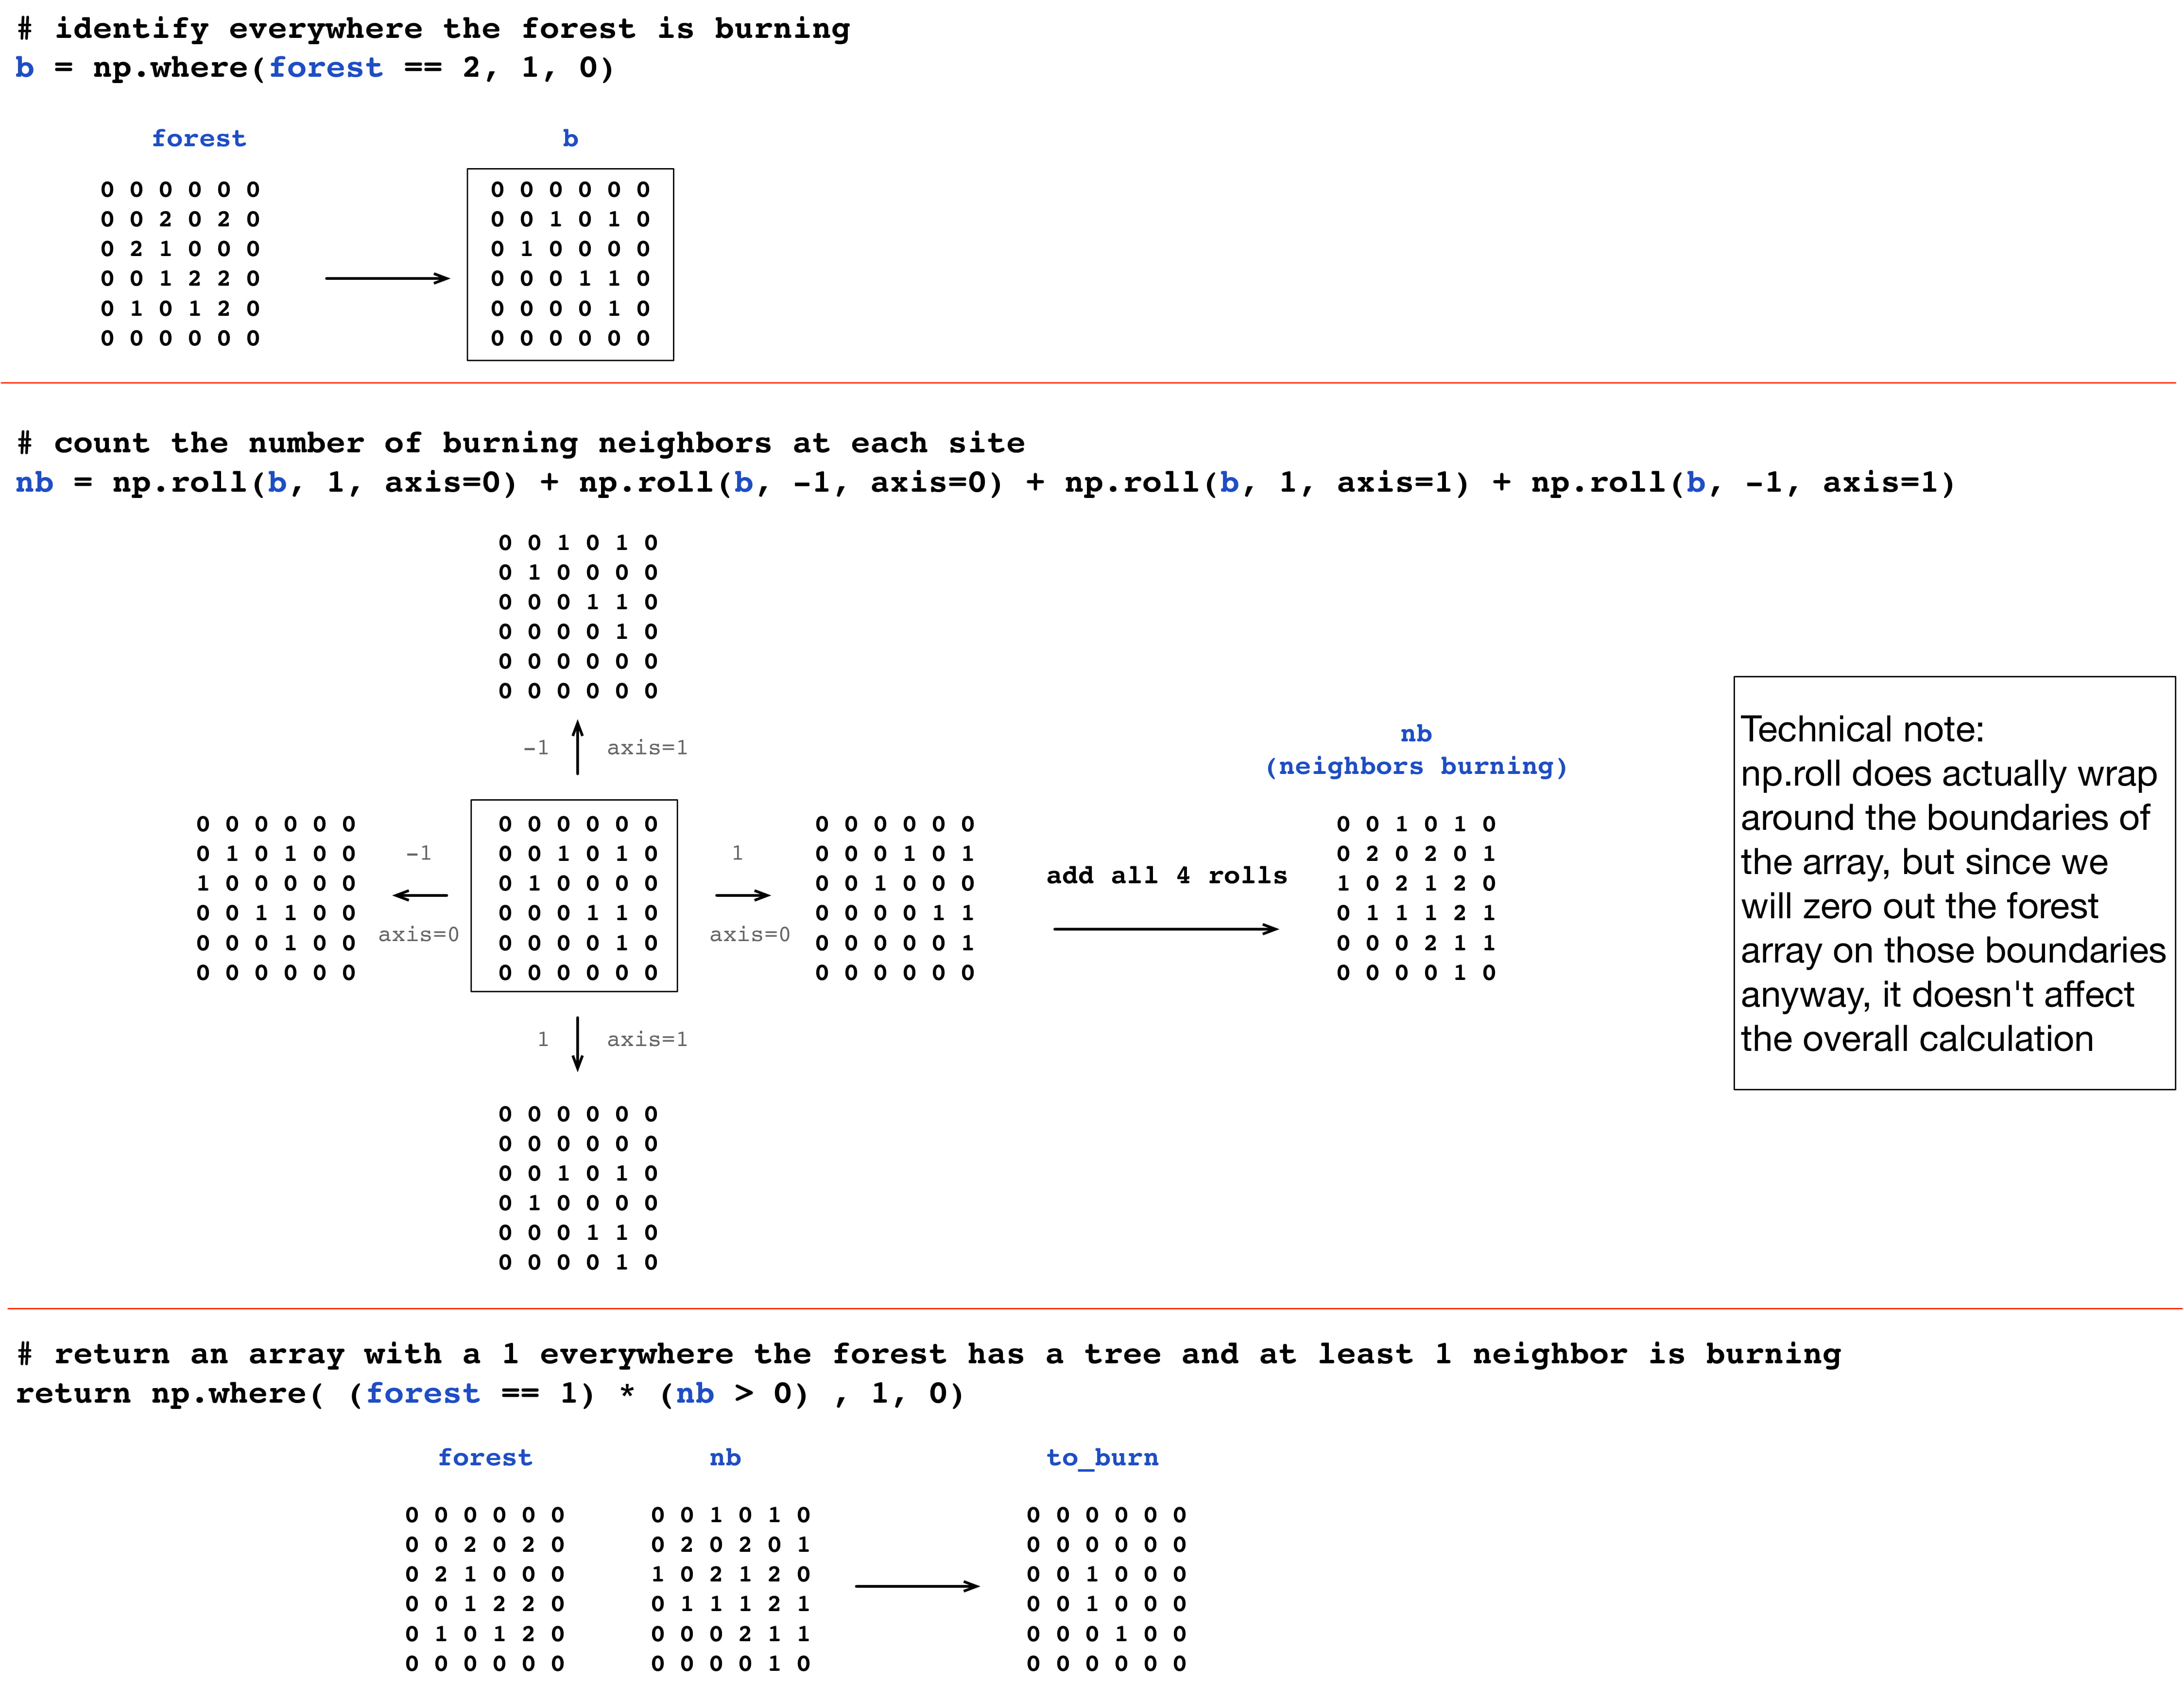 # identify everywhere the forest is burning
b = np.where(forest == 2, 1, 0)
forest
0 0 0 0 0 0
0 0 2 0 2 0
0 2 1 0 0 0
0 0 1 2 2 0
0 1 0 1 2 0
0 0 0 0 0 0
b
0 0 0 0 0 0
0 0 1 0 1 0
0 1 0 0 0 0
0 0 0 1 1 0
0 0 0 0 1 0
0 0 0 0 0 0
# count the number of burning neighbors at each site
nb = np.roll(b, 1, axis=0) + np.roll(b, -1, axis=0) + np.roll(b, 1, axis=1) + np.roll(b, -1, axis=1)
0 0 1 0 1 0
0 1 0 0 0 0
0 0 0 1 1 0
0 0 0 0 1 0
0 0 0 0 0 0
0 0 0 0 0 0
-1 axis=1
0 0 0 0 0 0
0 1 0 1 0 0
1 0 0 0 0 0
0 0 1 1 0 0
0 0 0 1 0 0
0 0 0 0 0 0
-1
axis=0
0 0 0 0 0 0
0 0 1 0 1 0
0 1 0 0 0 0
0 0 0 1 1 0
0 0 0 0 1 0
0 0 0 0 0 0
1
axis=0
0 0 0 0 0 0
0 0 0 1 0 1
0 0 1 0 0 0
0 0 0 0 1 1
0 0 0 0 0 1
0 0 0 0 0 0
1 axis=1
0 0 0 0 0 0
0 0 0 0 0 0
0 0 1 0 1 0
0 1 0 0 0 0
0 0 0 1 1 0
0 0 0 0 1 0
add all 4 rolls
nb
(neighbors burning)
0 0 1 0 1 0
0 2 0 2 0 1
1 0 2 1 2 0
0 1 1 1 2 1
0 0 0 2 1 1
0 0 0 0 1 0
Technical note:
np.roll does actually wrap
around the boundaries of
the array, but since we
will zero out the forest
array on those boundaries
anyway, it doesn't affect
the overall calculation
# return an array with a 1 everywhere the forest has a tree and at least 1 neighbor is burning
return np.where( (forest == 1) * (nb > 0) , 1, 0)
forest
0 0 0 0 0 0
0 0 2 0 2 0
0 2 1 0 0 0
0 0 1 2 2 0
0 1 0 1 2 0
0 0 0 0 0 0
nb
0 0 1 0 1 0
0 2 0 2 0 1
1 0 2 1 2 0
0 1 1 1 2 1
0 0 0 2 1 1
0 0 0 0 1 0
to_burn
0 0 0 0 0 0
0 0 0 0 0 0
0 0 1 0 0 0
0 0 1 0 0 0
0 0 0 1 0 0
0 0 0 0 0 0